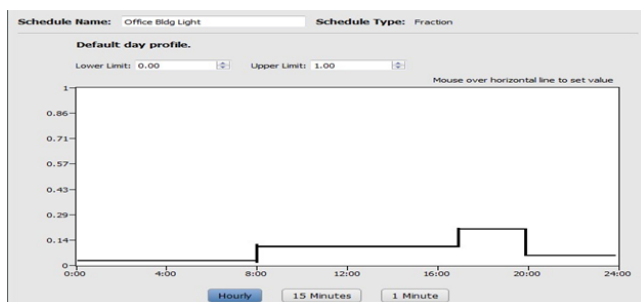 Schedule Name: Office Bldg Light Schedule Type: Fraction
Default day profile.
Lower Limit: 0.00 Upper Limit: 1.00
Mouse over horizontal line to set value
1
0.86
0.71
0.57
0.43
0.29
0.14
0
0:00 4:00 8:00 12:00 16:00 20:00 24:00
Hourly 15 Minutes 1 Minute